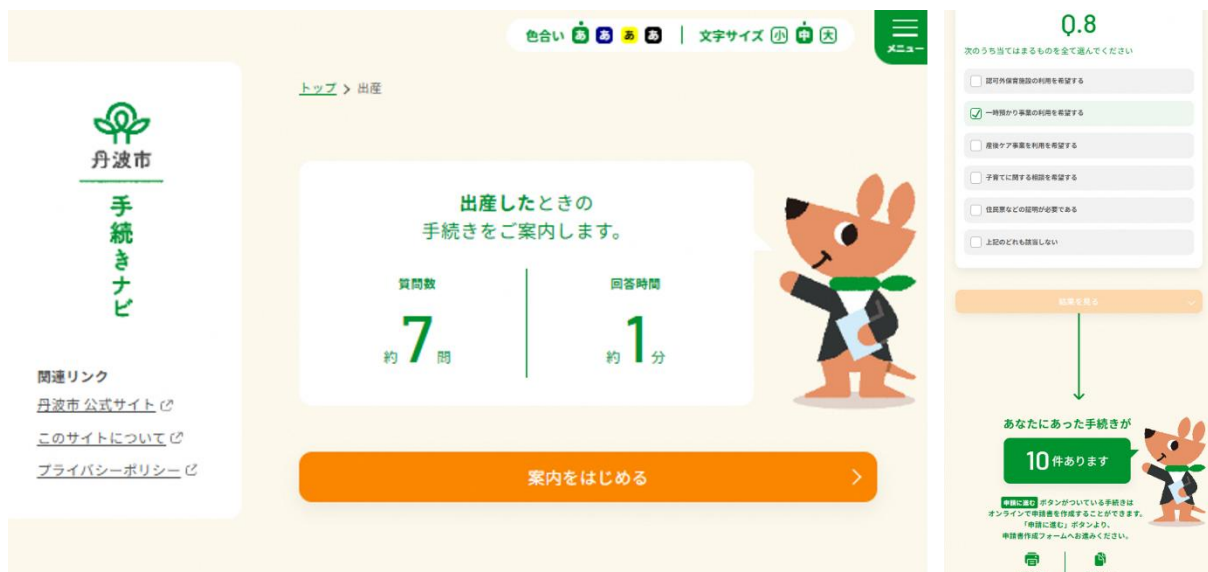 色合い あ あ あ あ 文字サイズ 小 中 大
メニュー
トップ > 出産
丹波市
手続きナビ
出産したときの
手続きをご案内します。
質問数
約7問
回答時間
約1分
関連リンク
丹波市 公式サイト
このサイトについて
プライバシーポリシー
案内をはじめる
Q.8
次のうち当てはまるものを全て選んでください
認可外保育施設の利用を希望する
一時預かり事業の利用を希望する
産後ケア事業を利用を希望する
子育てに関する相談を希望する
住民票などの証明が必要である
上記のどれも該当しない
結果を見る
あなたにあった手続きが
10件あります
申請に進む ボタンがついている手続きは
オンラインで申請書を作成することができます。
「申請に進む」ボタンより、
申請書作成フォームへお進みください。